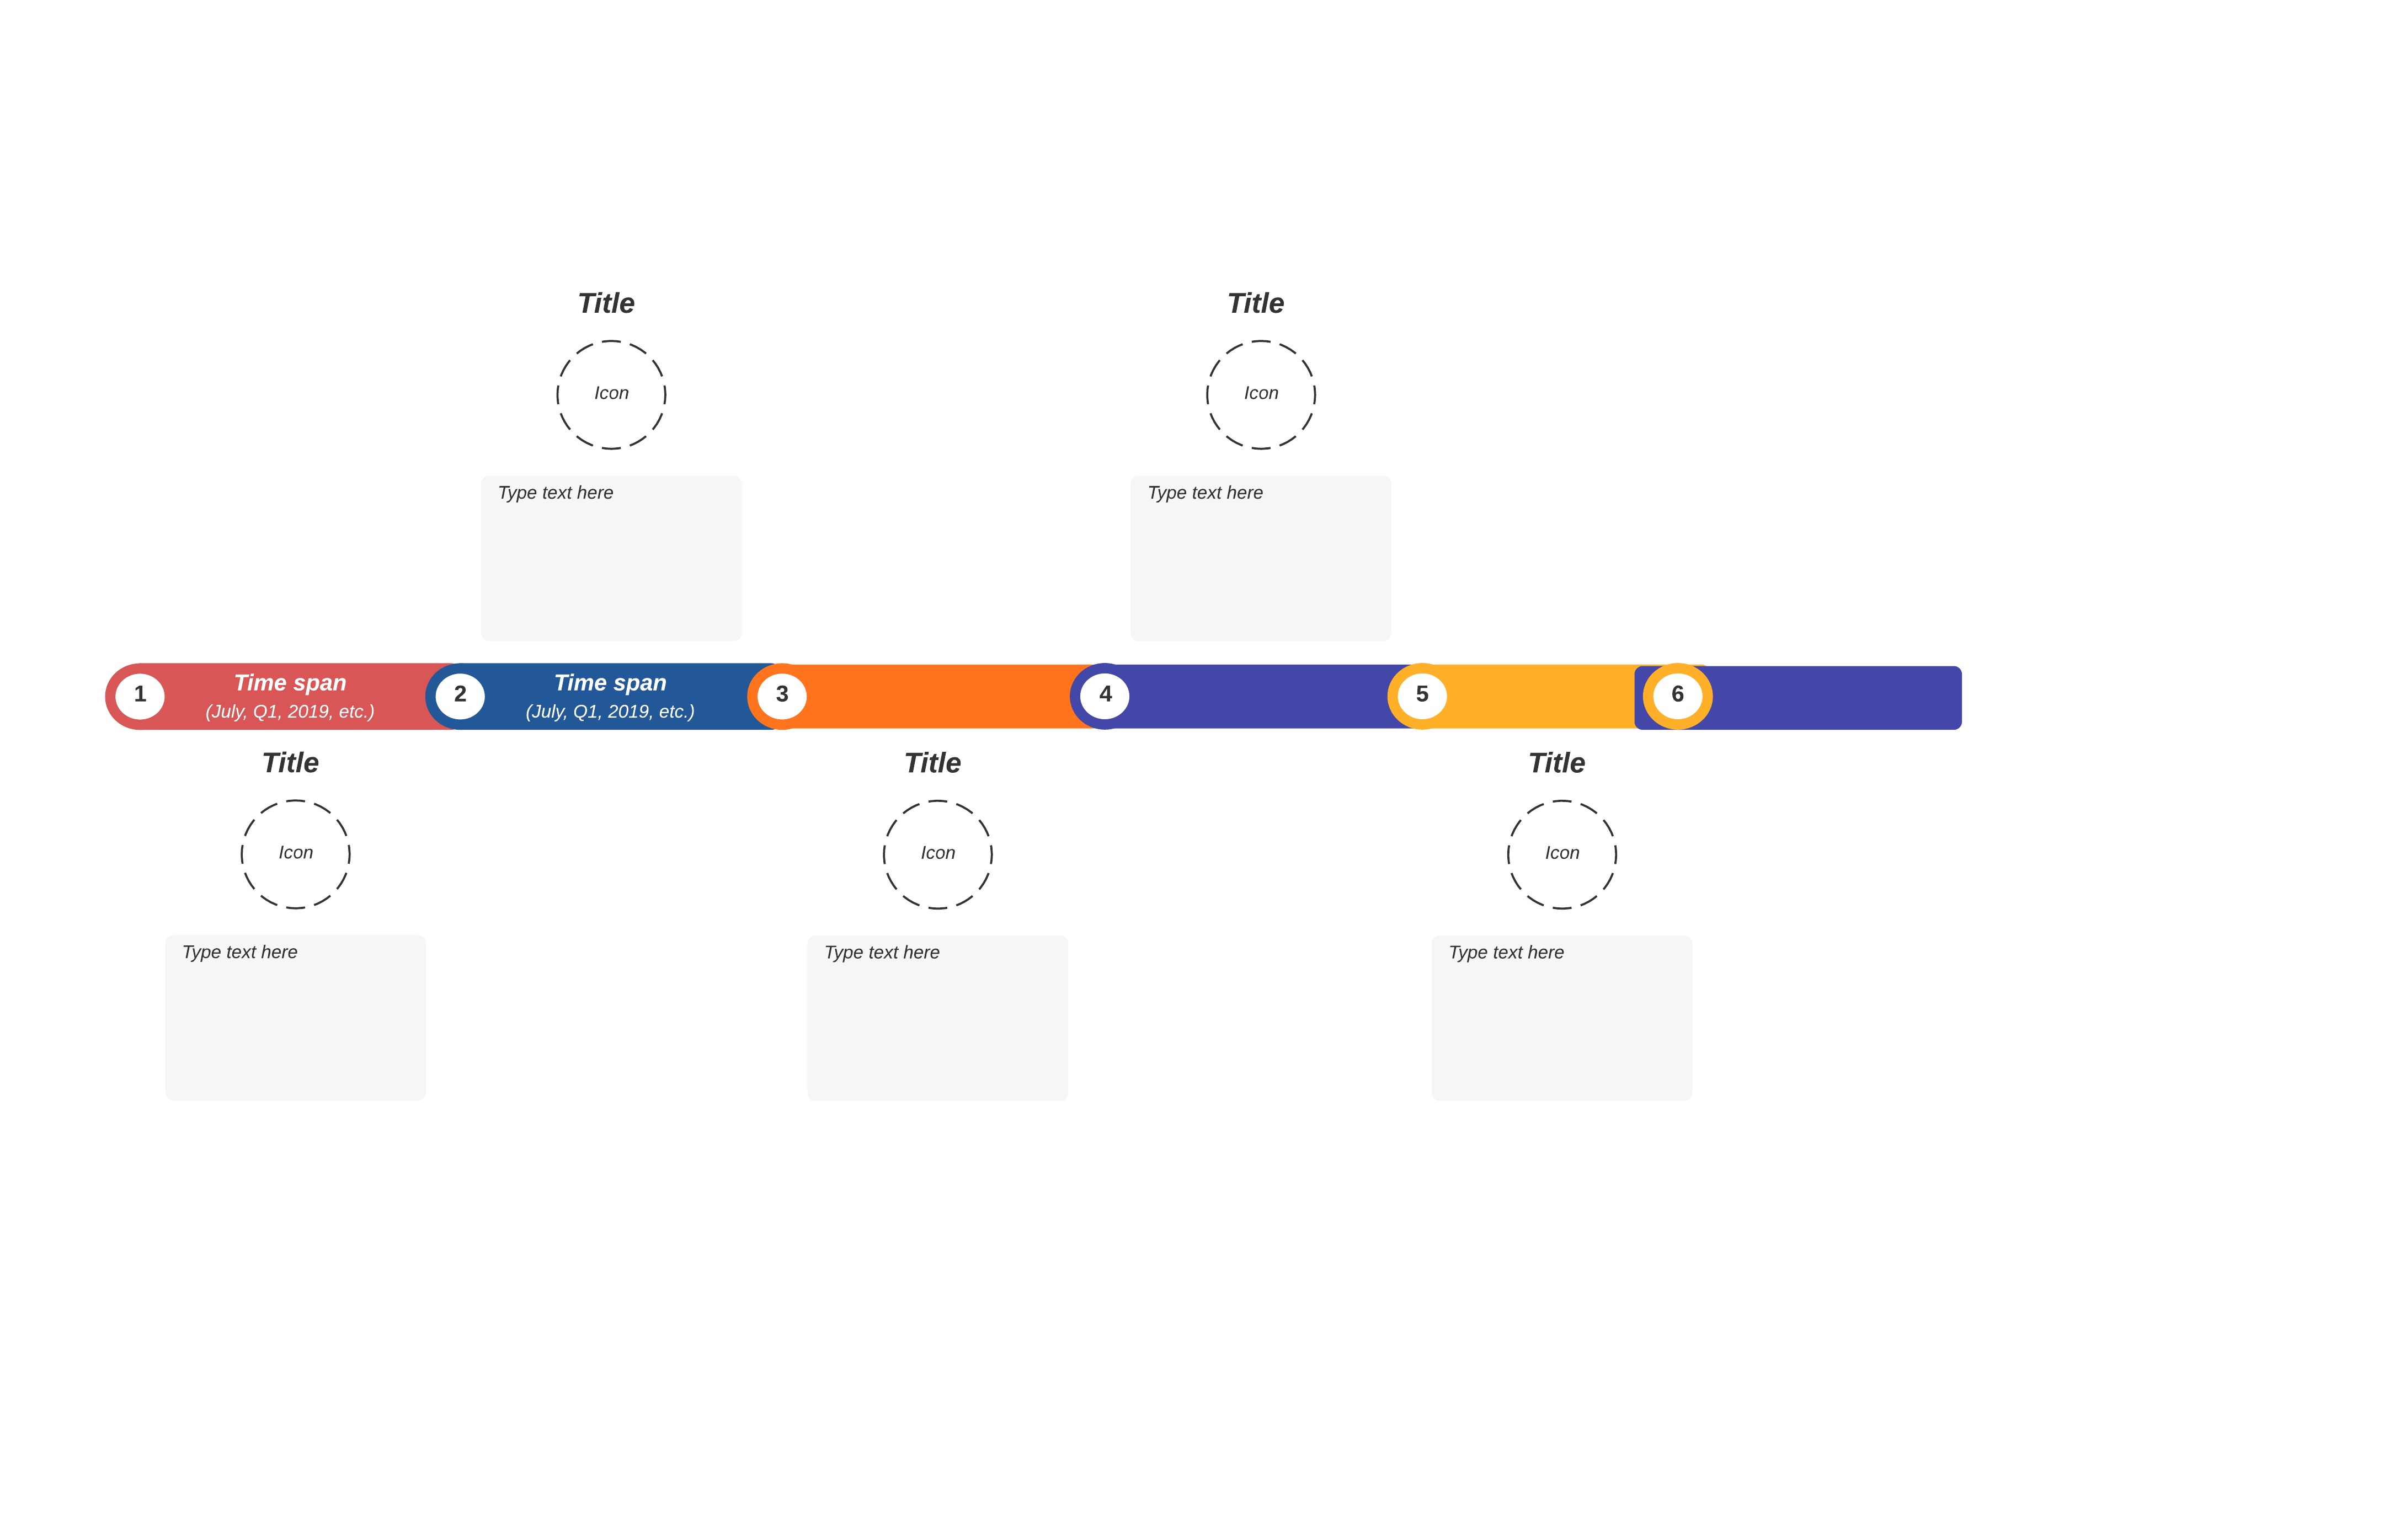 Title
Icon
Type text here
Title
Icon
Type text here
1
Time span
(July, Q1, 2019, etc.)
2
Time span
(July, Q1, 2019, etc.)
3
4
5
6
Title
Icon
Type text here
Title
Icon
Type text here
Title
Icon
Type text here